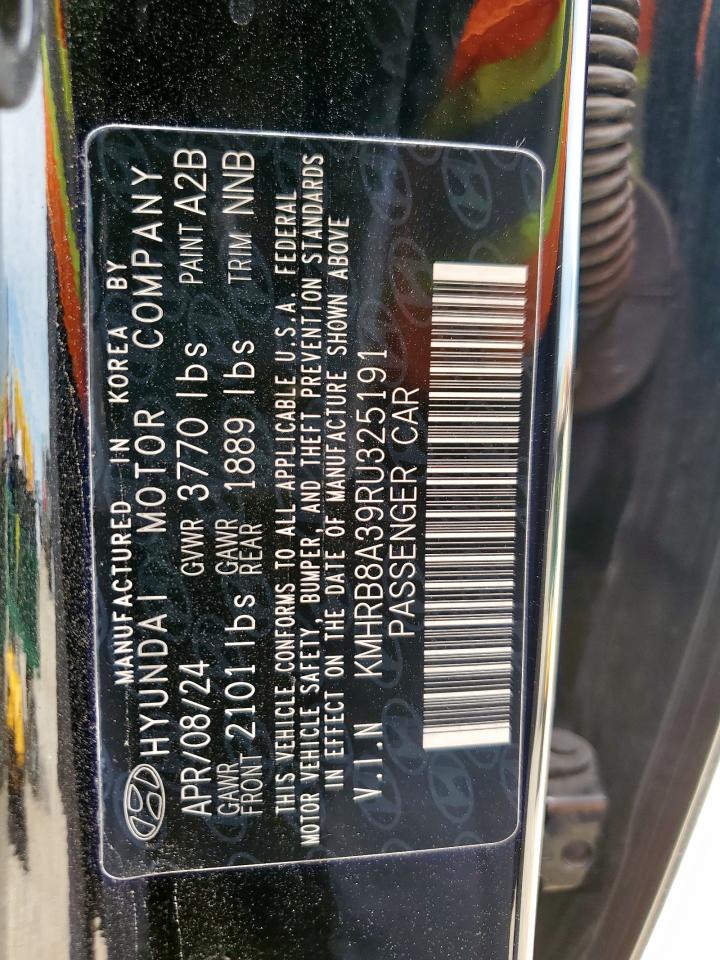 MANUFACTURED IN KOREA BY
HYUNDAI MOTOR COMPANY
APR/08/24 GVWR 3770 lbs PAINT A2B
GAWR FRONT 2101 lbs GAWR REAR 1889 lbs TRIM NNB
THIS VEHICLE CONFORMS TO ALL APPLICABLE U.S.A. FEDERAL
MOTOR VEHICLE SAFETY, BUMPER, AND THEFT PREVENTION STANDARDS
IN EFFECT ON THE DATE OF MANUFACTURE SHOWN ABOVE
V.I.N KMHRB8A39RU325191
PASSENGER CAR